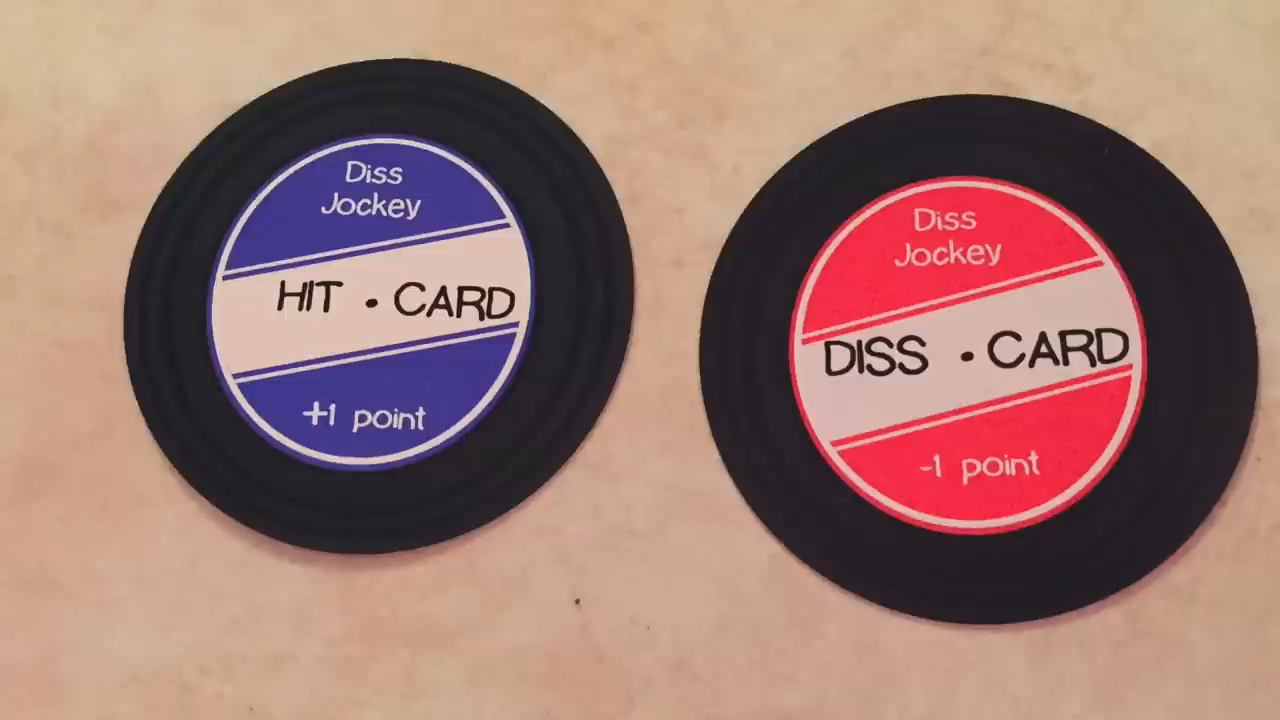 Diss
Jockey
HIT • CARD
+1 point
Diss
Jockey
DISS • CARD
-1 point